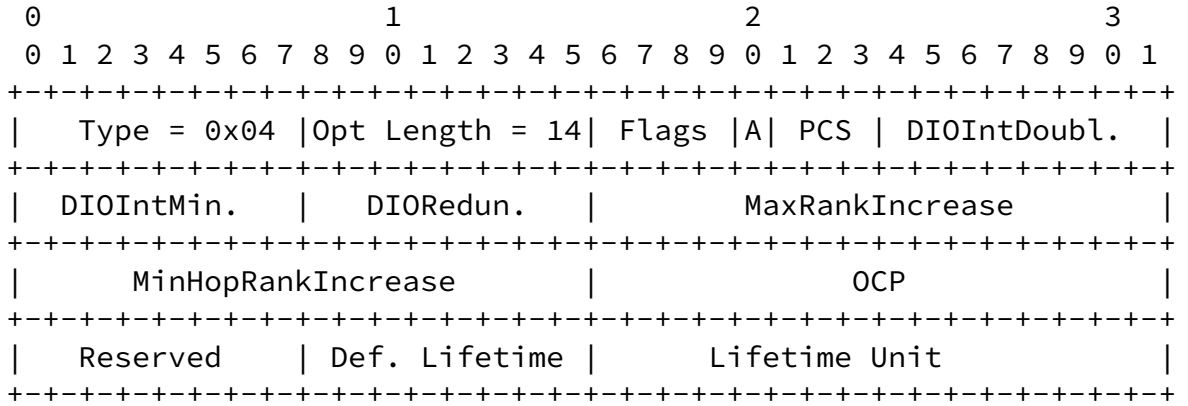 0                   1                   2                   3
 0 1 2 3 4 5 6 7 8 9 0 1 2 3 4 5 6 7 8 9 0 1 2 3 4 5 6 7 8 9 0 1
+-+-+-+-+-+-+-+-+-+-+-+-+-+-+-+-+-+-+-+-+-+-+-+-+-+-+-+-+-+-+-+-+
|   Type = 0x04 |Opt Length = 14| Flags |A| PCS | DIOIntDoubl.  |
+-+-+-+-+-+-+-+-+-+-+-+-+-+-+-+-+-+-+-+-+-+-+-+-+-+-+-+-+-+-+-+-+
|  DIOIntMin.   |   DIORedun.   |        MaxRankIncrease        |
+-+-+-+-+-+-+-+-+-+-+-+-+-+-+-+-+-+-+-+-+-+-+-+-+-+-+-+-+-+-+-+-+
|      MinHopRankIncrease       |              OCP              |
+-+-+-+-+-+-+-+-+-+-+-+-+-+-+-+-+-+-+-+-+-+-+-+-+-+-+-+-+-+-+-+-+
|   Reserved    | Def. Lifetime |      Lifetime Unit            |
+-+-+-+-+-+-+-+-+-+-+-+-+-+-+-+-+-+-+-+-+-+-+-+-+-+-+-+-+-+-+-+-+